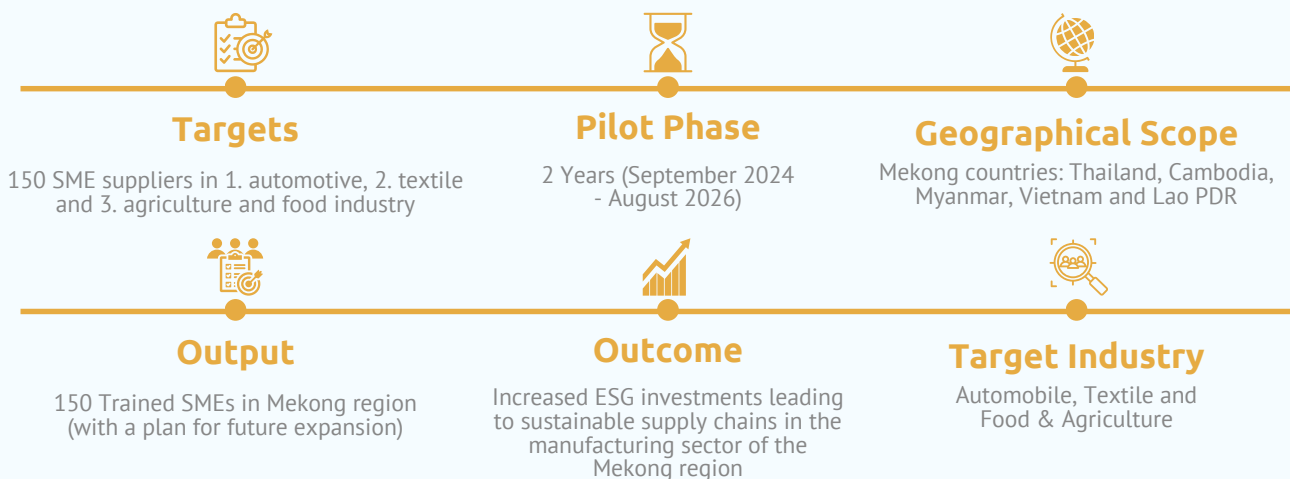 Targets
150 SME suppliers in 1. automotive, 2. textile
and 3. agriculture and food industry
Pilot Phase
2 Years (September 2024
- August 2026)
Geographical Scope
Mekong countries: Thailand, Cambodia,
Myanmar, Vietnam and Lao PDR
Output
150 Trained SMEs in Mekong region
(with a plan for future expansion)
Outcome
Increased ESG investments leading
to sustainable supply chains in the
manufacturing sector of the
Mekong region
Target Industry
Automobile, Textile and
Food & Agriculture